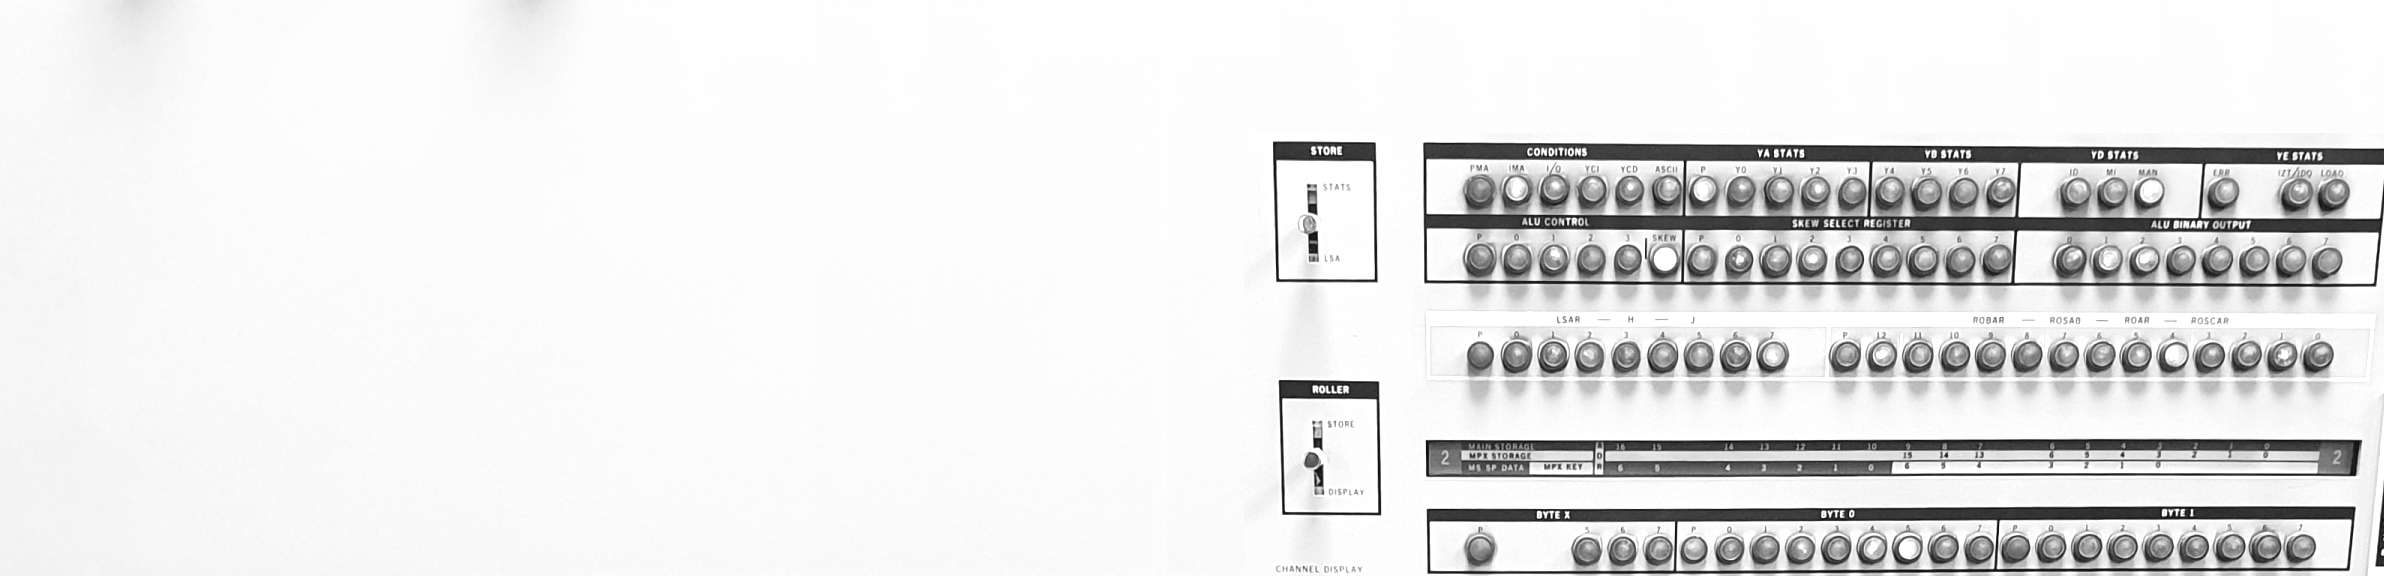 STORE
STATS
LSA
CONDITIONS YA STATS YB STATS YD STATS YE STATS
PMA IMA I/O YCI YCD ASCII P Y0 Y1 Y2 Y3 Y4 Y5 Y6 Y7 ID MI MAN ERR IZT/IDQ LOAD
ALU CONTROL SKEW SELECT REGISTER ALU BINARY OUTPUT
P 0 1 2 3 SKEW P 0 1 2 3 4 5 6 7 0 1 2 3 4 5 6 7
LSAR — H — J ROBAR — ROSAB — ROAR — ROSCAR
P 0 1 2 3 4 5 6 7 P 12 11 10 9 8 7 6 5 4 3 2 1 0
ROLLER
STORE
DISPLAY
2 MAIN STORAGE A 16 15 14 13 12 11 10 9 8 7 6 5 4 3 2 1 0 2
MPX STORAGE D 15 14 13 6 5 4 3 2 1 0
MS SP DATA MPX KEY R 6 5 4 3 2 1 0 6 5 4 3 2 1 0
BYTE X BYTE 0 BYTE 1
P 5 6 7 P 0 1 2 3 4 5 6 7 P 0 1 2 3 4 5 6 7
CHANNEL DISPLAY